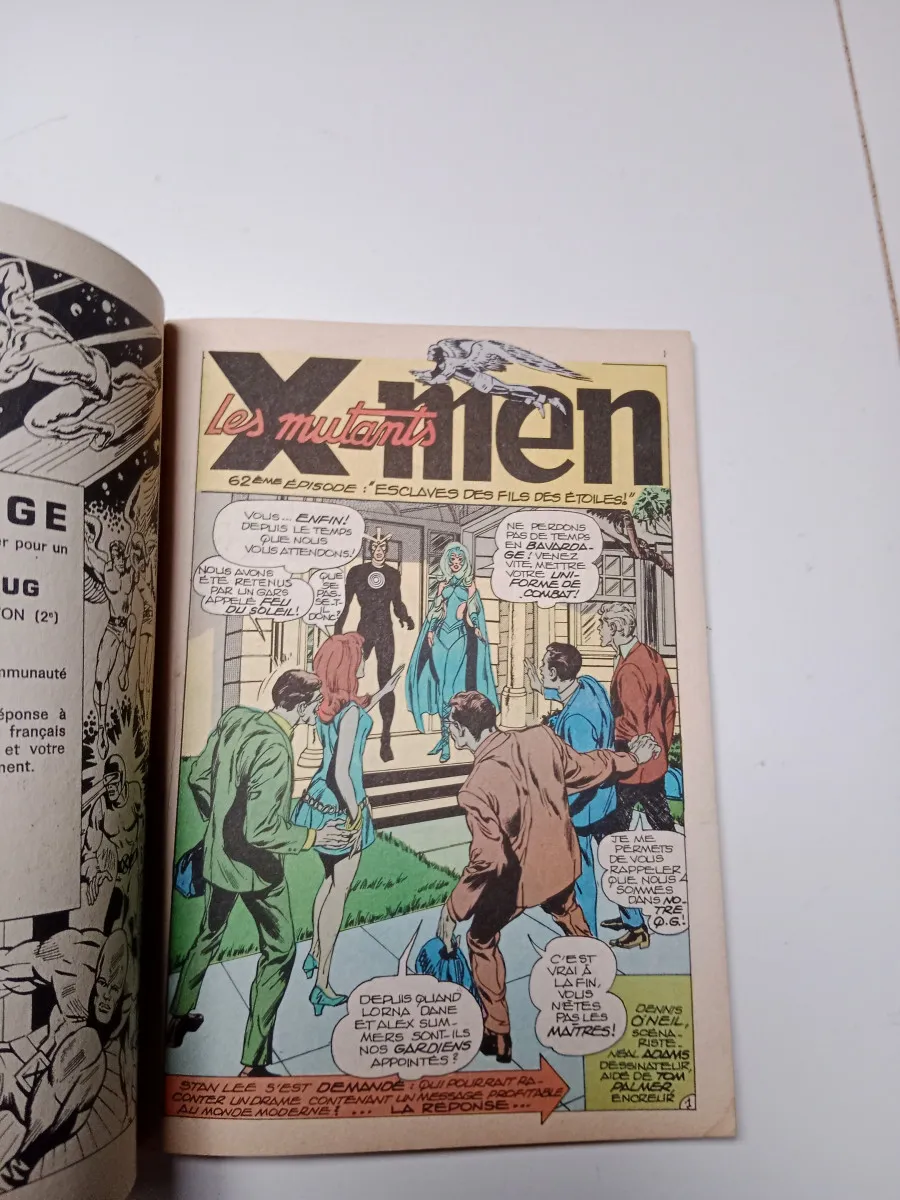 GE
er pour un
UG
ON (2e)
mmunauté
éponse à
français
et votre
ment.
X-men
Les mutants
62ÈME ÉPISODE : "ESCLAVES DES FILS DES ÉTOILES!"
VOUS... ENFIN!
DEPUIS LE TEMPS
QUE NOUS
VOUS ATTENDONS!
NOUS AVONS
ÉTÉ RETENUS
PAR UN GARS
APPELÉ FEU
DU SOLEIL!
QUE
SE
PAS-
SE-T-
IL
DONC?
NE PERDONS
PAS DE TEMPS
EN BAVARDA-
GE! VENEZ
VITE METTRE
VOTRE UNI-
FORME DE
COMBAT!
JE ME
PERMETS
DE VOUS
RAPPELER
QUE NOUS
SOMMES
DANS NO-
TRE
Q.G.!
DEPUIS QUAND
LORNA DANE
ET ALEX SUM-
MERS SONT-ILS
NOS GARDIENS
APPOINTÉS?
C'EST
VRAI À
LA FIN,
VOUS
N'ÊTES
PAS LES
MAÎTRES!
STAN LEE S'EST DEMANDÉ : QUI POURRAIT RA-
CONTER UN DRAME CONTENANT UN MESSAGE PROFITABLE
AU MONDE MODERNE? ... LA RÉPONSE ...
DENNIS
O'NEIL,
SCÉNA-
RISTE-
NEAL ADAMS
DESSINATEUR,
AIDÉ DE TOM
PALMER,
ENCREUR
1